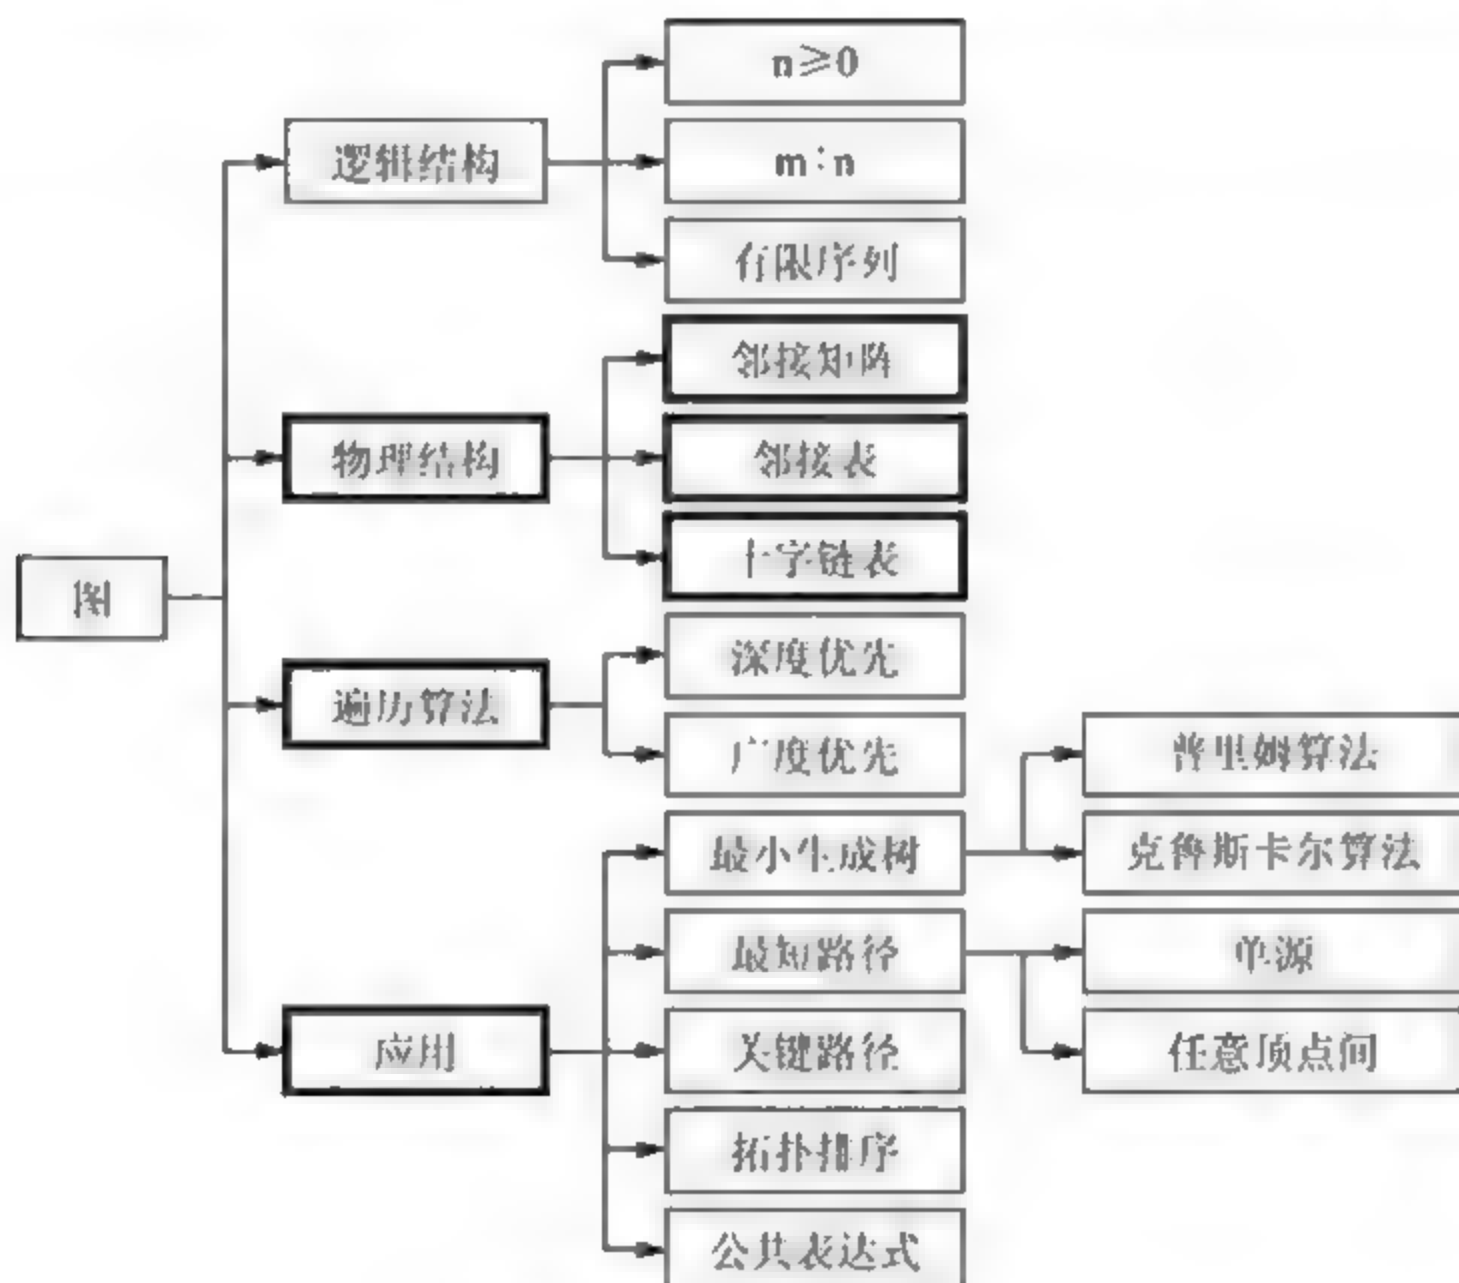 图
逻辑结构
n≥0
m:n
有限序列
物理结构
邻接矩阵
邻接表
十字链表
遍历算法
深度优先
广度优先
应用
最小生成树
普里姆算法
克鲁斯卡尔算法
最短路径
单源
任意顶点间
关键路径
拓扑排序
公共表达式